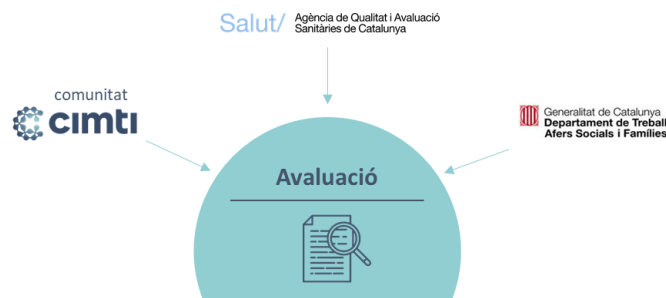 Salut/ Agència de Qualitat i Avaluació
Sanitàries de Catalunya
comunitat
cimti
Generalitat de Catalunya
Departament de Treball
Afers Socials i Famílies
Avaluació